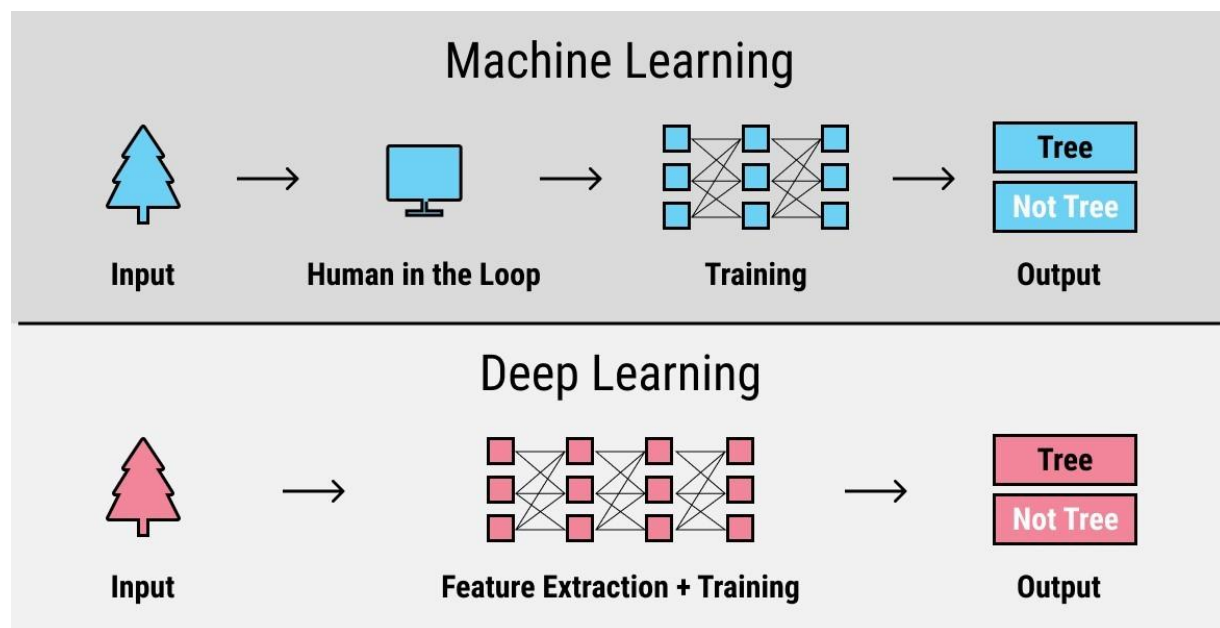 Machine Learning
Tree
Not Tree
Input
Human in the Loop
Training
Output
Deep Learning
Tree
Not Tree
Input
Feature Extraction + Training
Output